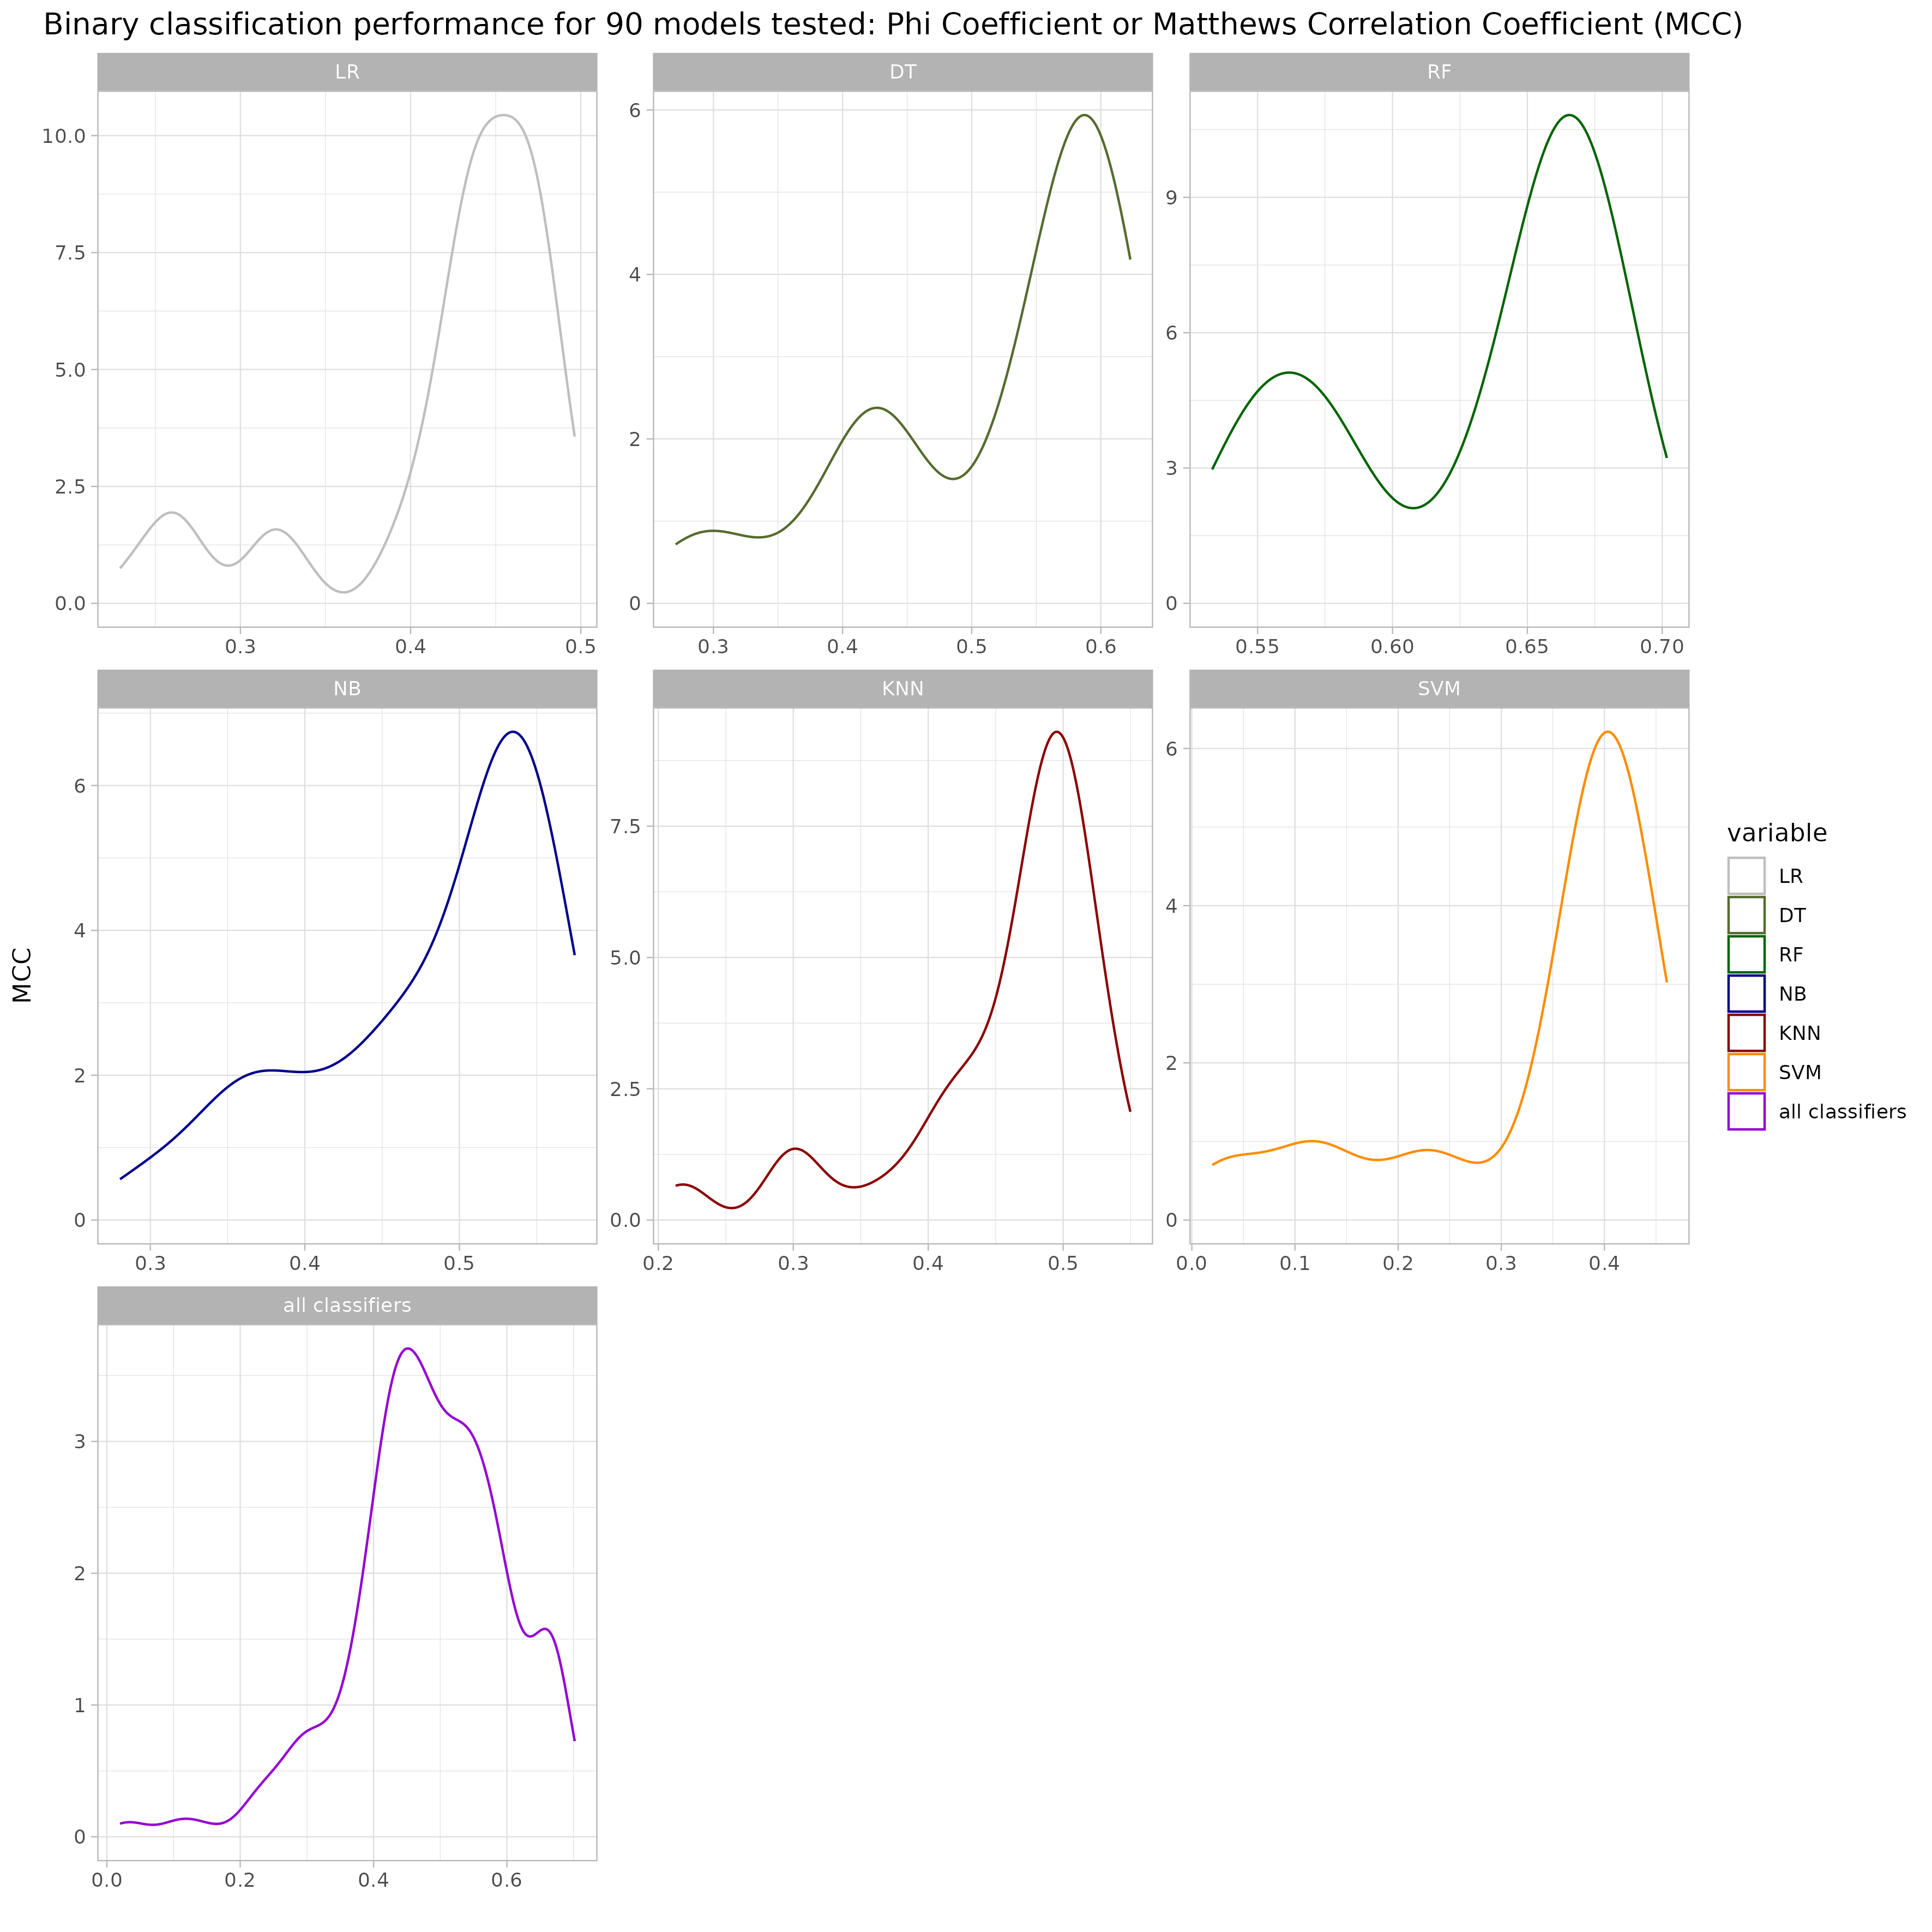 Binary classification performance for 90 models tested: Phi Coefficient or Matthews Correlation Coefficient (MCC)
LR
10.0
7.5
5.0
2.5
0.0
0.3 0.4 0.5
DT
6
4
2
0
0.3 0.4 0.5 0.6
RF
9
6
3
0
0.55 0.60 0.65 0.70
MCC
NB
6
4
2
0
0.3 0.4 0.5
KNN
7.5
5.0
2.5
0.0
0.2 0.3 0.4 0.5
SVM
6
4
2
0
0.0 0.1 0.2 0.3 0.4
all classifiers
3
2
1
0
0.0 0.2 0.4 0.6
variable
LR
DT
RF
NB
KNN
SVM
all classifiers